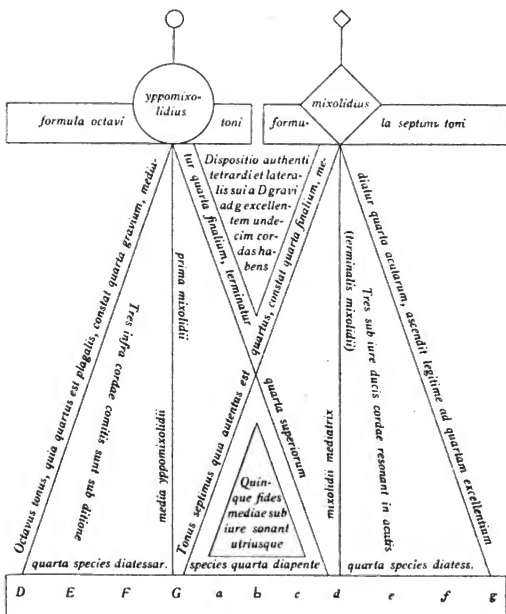 yppomixo-
lidius
mixolidius
formula octavi
toni
formu-
la septimi toni
Dispositio authenti
tetrardi et latera-
lis sui a D gravi
ad g excellen-
tem unde-
cim cor-
das ha-
bens
Octavus tonus, quia quartus est plagalis, constat quarta gravium, media-
tur quarta finalium, terminatur
quarta superiorum
Tres infra cordae comitis sunt sub ditione
prima mixolidii
media yppomixolidii
Tonus septimus quia autentus est
quartus, constat quarta finalium, me-
diatur quarta acutarum, ascendit legitime ad quartam excellentium
(terminalis mixolidii)
mixolidii mediatrix
Tres sub iure ducis cordae resonant in acutis
Quin-
que fides
mediae sub
iure sonant
utriusque
quarta species diatessar.
species quarta diapente
quarta species diatess.
D E F G a b c d e f g